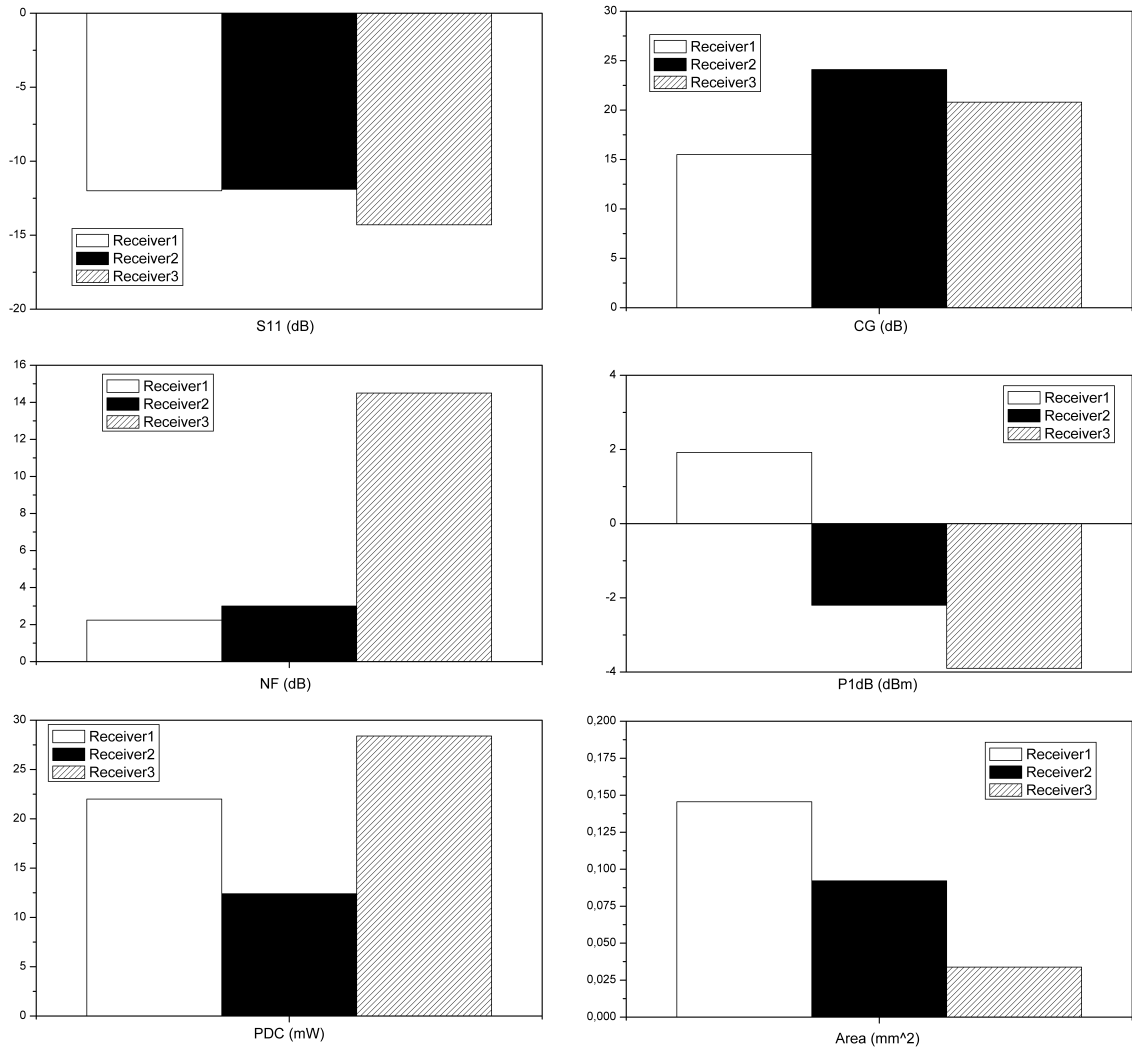 0
-5
-10
-15
-20
Receiver1
Receiver2
Receiver3
S11 (dB)
30
25
20
15
10
5
0
Receiver1
Receiver2
Receiver3
CG (dB)
16
14
12
10
8
6
4
2
0
Receiver1
Receiver2
Receiver3
NF (dB)
4
2
0
-2
-4
Receiver1
Receiver2
Receiver3
P1dB (dBm)
30
25
20
15
10
5
0
Receiver1
Receiver2
Receiver3
PDC (mW)
0,200
0,175
0,150
0,125
0,100
0,075
0,050
0,025
0,000
Receiver1
Receiver2
Receiver3
Area (mm^2)